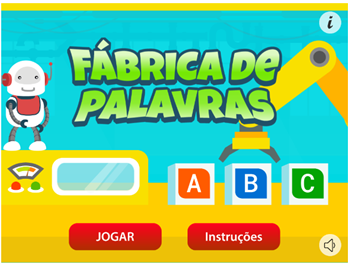 i
FÁBRICA DE
PALAVRAS
A B C
JOGAR Instruções